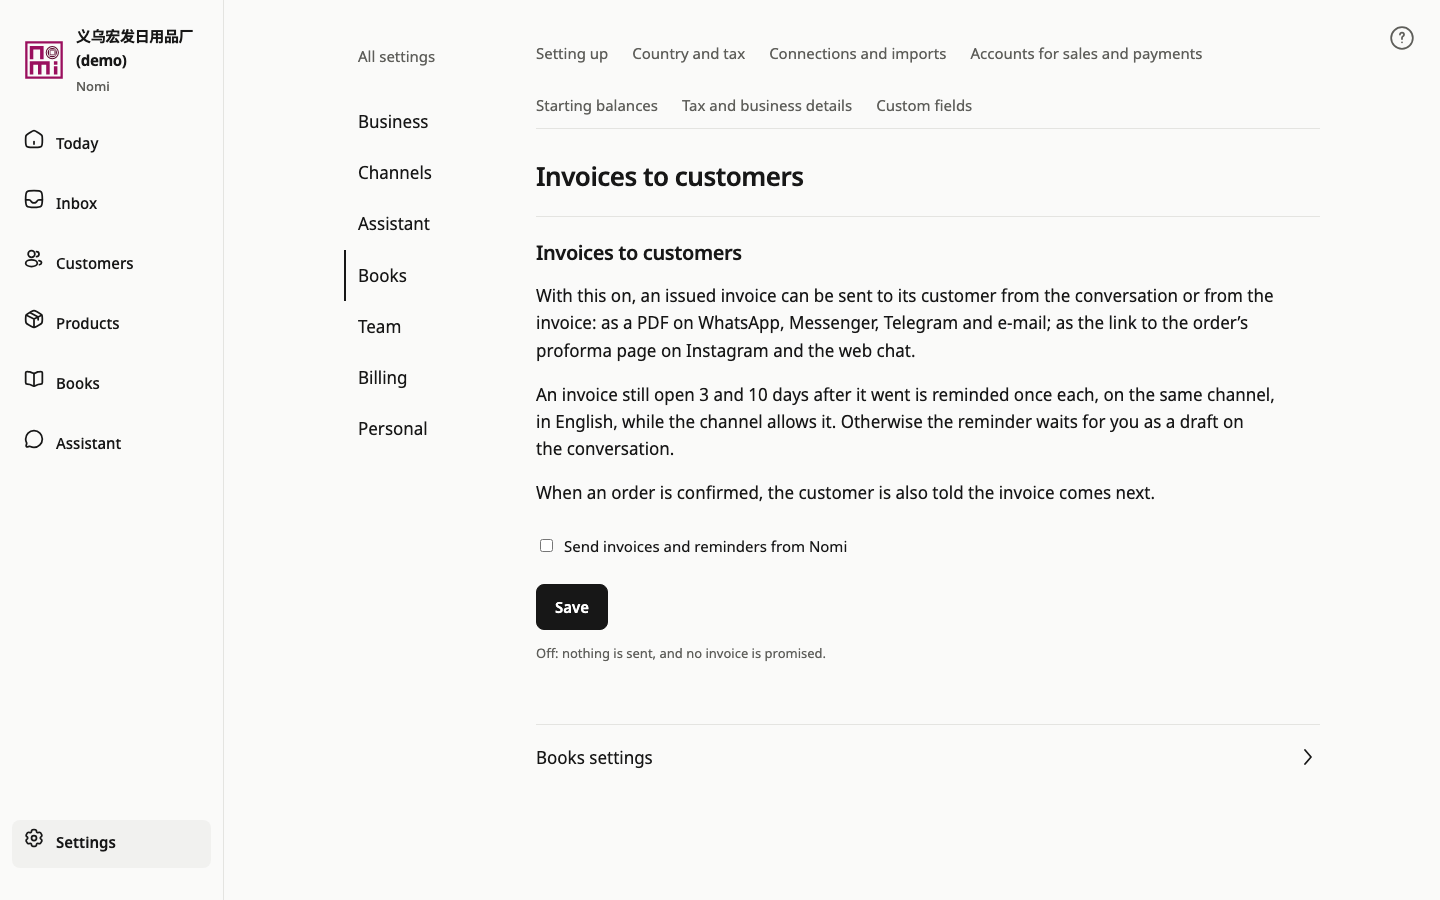 义乌宏发日用品厂
(demo)
Nomi
Today
Inbox
Customers
Products
Books
Assistant
Settings
All settings
Business
Channels
Assistant
Books
Team
Billing
Personal
Setting up Country and tax Connections and imports Accounts for sales and payments
Starting balances Tax and business details Custom fields
Invoices to customers
Invoices to customers
With this on, an issued invoice can be sent to its customer from the conversation or from the
invoice: as a PDF on WhatsApp, Messenger, Telegram and e-mail; as the link to the order’s
proforma page on Instagram and the web chat.
An invoice still open 3 and 10 days after it went is reminded once each, on the same channel,
in English, while the channel allows it. Otherwise the reminder waits for you as a draft on
the conversation.
When an order is confirmed, the customer is also told the invoice comes next.
Send invoices and reminders from Nomi
Save
Off: nothing is sent, and no invoice is promised.
Books settings